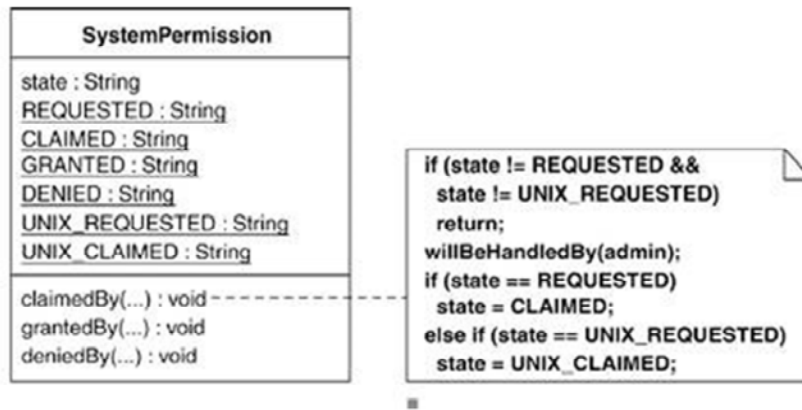 SystemPermission
state : String
REQUESTED : String
CLAIMED : String
GRANTED : String
DENIED : String
UNIX_REQUESTED : String
UNIX_CLAIMED : String
claimedBy(...) : void
grantedBy(...) : void
deniedBy(...) : void
if (state != REQUESTED &&
state != UNIX_REQUESTED)
return;
willBeHandledBy(admin);
if (state == REQUESTED)
state = CLAIMED;
else if (state == UNIX_REQUESTED)
state = UNIX_CLAIMED;